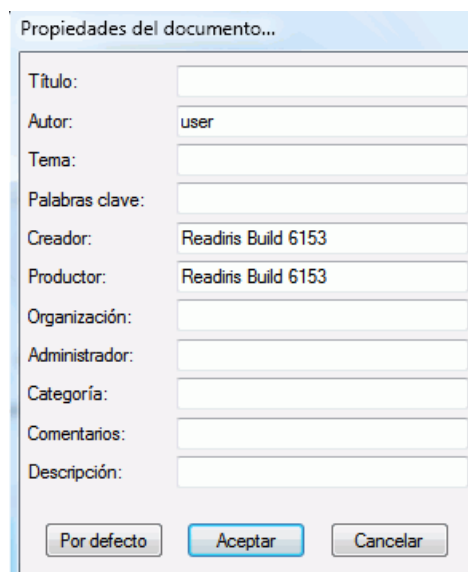 Propiedades del documento...
Título:
Autor: user
Tema:
Palabras clave:
Creador: Readiris Build 6153
Productor: Readiris Build 6153
Organización:
Administrador:
Categoría:
Comentarios:
Descripción:
Por defecto Aceptar Cancelar